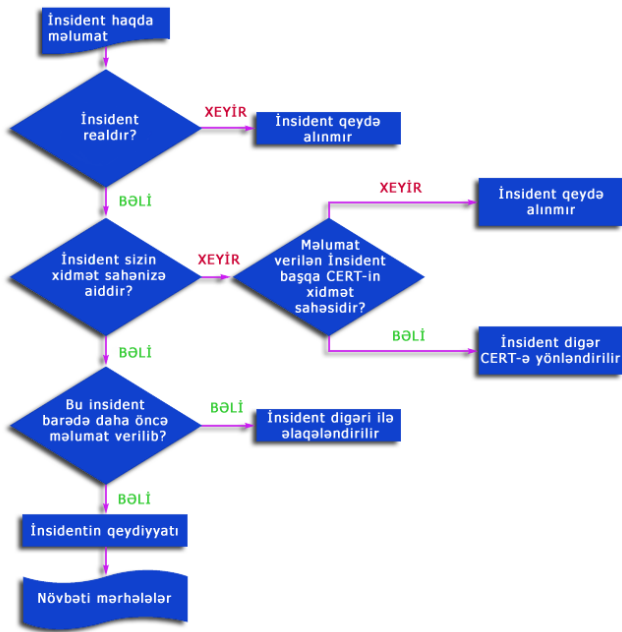 İnsident haqda
məlumat
İnsident
realdır?
XEYİR
İnsident qeydə
alınmır
BƏLİ
İnsident sizin
xidmət sahənizə
aiddir?
XEYİR
Məlumat
verilən İnsident
başqa CERT-in
xidmət
sahəsidir?
XEYİR
İnsident qeydə
alınmır
BƏLİ
İnsident digər
CERT-ə yönləndirilir
BƏLİ
Bu insident
barədə daha öncə
məlumat verilib?
BƏLİ
İnsident digəri ilə
əlaqələndirilir
BƏLİ
İnsidentin qeydiyyatı
Növbəti mərhələlər